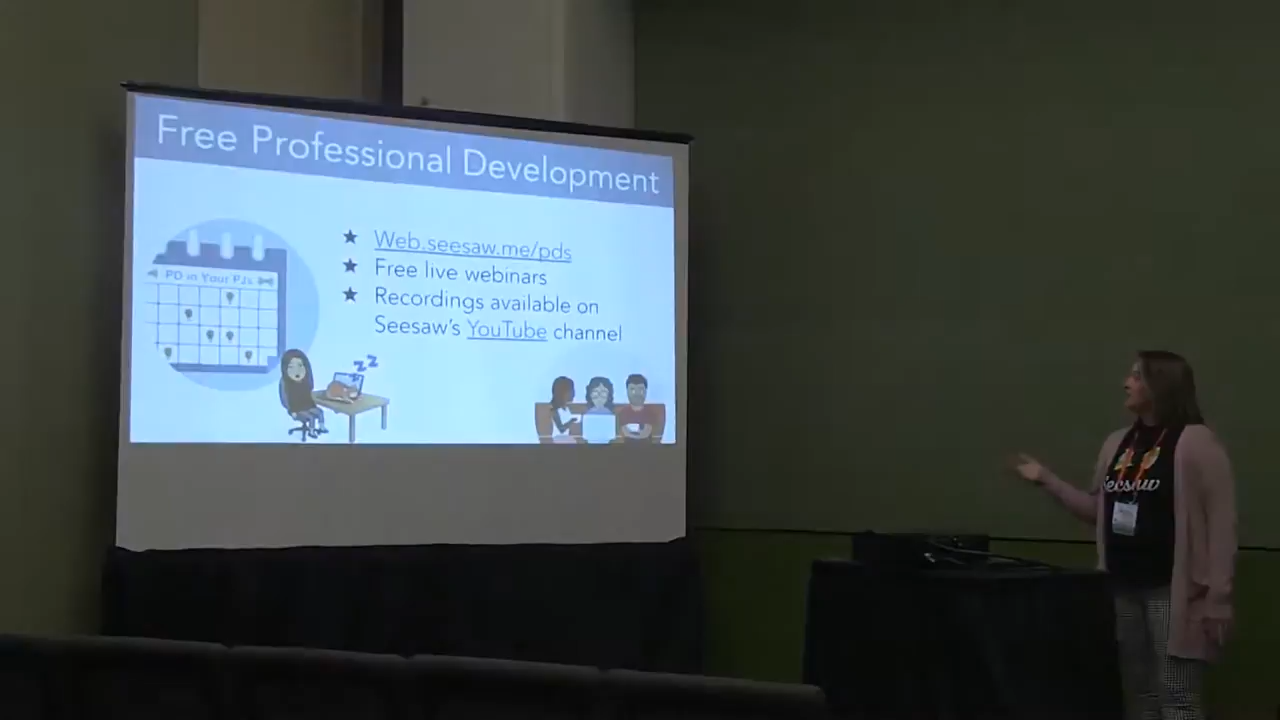 Free Professional Development
★ Web.seesaw.me/pds
★ Free live webinars
★ Recordings available on
Seesaw's YouTube channel
PD in Your PJs
z z
Seesaw